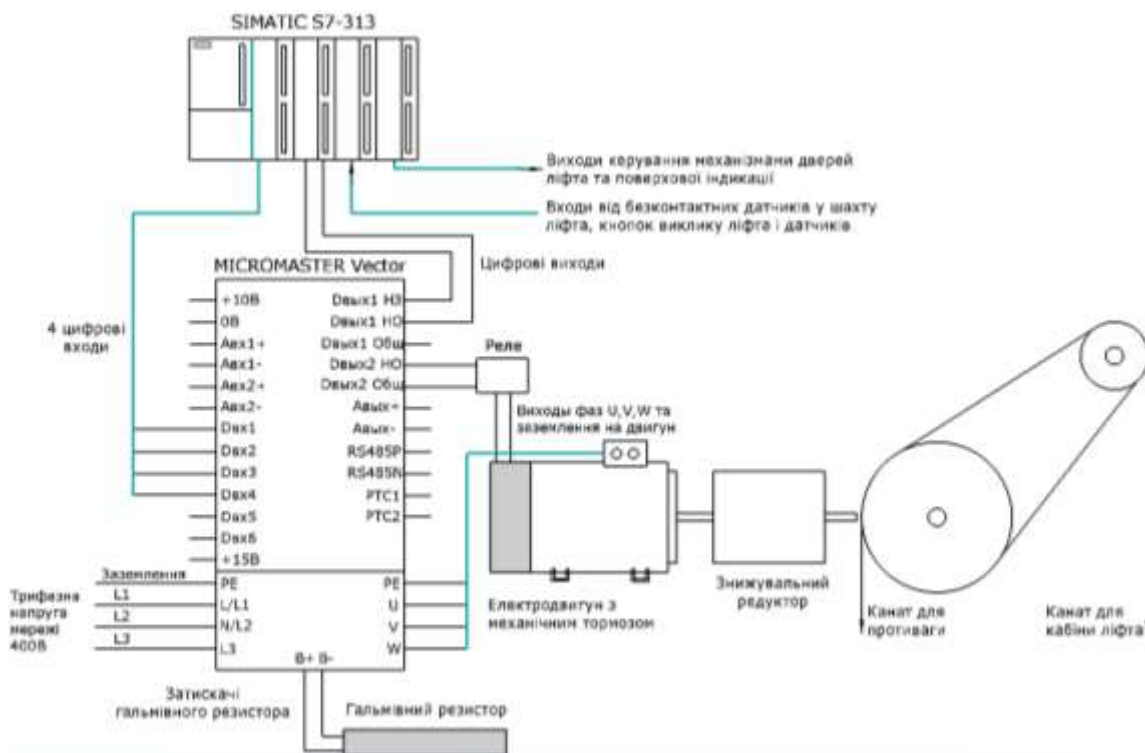 SIMATIC S7-313
Виходи керування механізмами дверей
ліфта та поверхової індикації
Входи від безконтактних датчиків у шахту
ліфта, кнопок виклику ліфта і датчиків
Цифрові виходи
MICROMASTER Vector
4 цифрові
входи
+10В
0В
Авх1+
Авх1-
Авх2+
Авх2-
Dвх1
Dвх2
Dвх3
Dвх4
Dвх5
Dвх6
+15В
Dвых1 НЗ
Dвых1 НО
Dвых1 Общ
Dвых2 НО
Dвых2 Общ
Авых+
Авых-
RS485P
RS485N
PTC1
PTC2
Реле
Виходи фаз U,V,W та
заземлення на двигун
Заземлення
Трифазна
напруга
мережі
400В
L1
L2
L3
PE
L/L1
N/L2
L3
PE
U
V
W
B+ B-
Електродвигун з
механічним тормозом
Знижувальний
редуктор
Канат для
противаги
Канат для
кабіни ліфта
Затискачі
гальмівного резистора
Гальмівний резистор